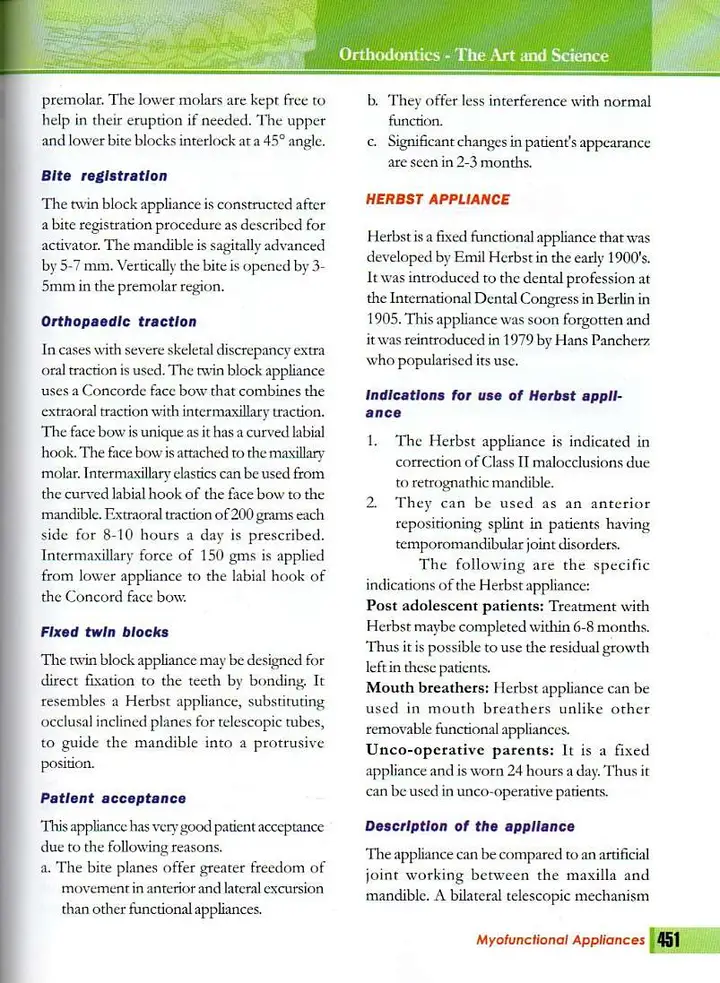 Orthodontics - The Art and Science
premolar. The lower molars are kept free to
help in their eruption if needed. The upper
and lower bite blocks interlock at a 45° angle.
Bite registration
The twin block appliance is constructed after
a bite registration procedure as described for
activator. The mandible is sagitally advanced
by 5-7 mm. Vertically the bite is opened by 3-
5mm in the premolar region.
Orthopaedic traction
In cases with severe skeletal discrepancy extra
oral traction is used. The twin block appliance
uses a Concorde face bow that combines the
extraoral traction with intermaxillary traction.
The face bow is unique as it has a curved labial
hook. The face bow is attached to the maxillary
molar. Intermaxillary elastics can be used from
the curved labial hook of the face bow to the
mandible. Extraoral traction of 200 grams each
side for 8-10 hours a day is prescribed.
Intermaxillary force of 150 gms is applied
from lower appliance to the labial hook of
the Concord face bow.
Fixed twin blocks
The twin block appliance may be designed for
direct fixation to the teeth by bonding. It
resembles a Herbst appliance, substituting
occlusal inclined planes for telescopic tubes,
to guide the mandible into a protrusive
position.
Patient acceptance
This appliance has very good patient acceptance
due to the following reasons.
a. The bite planes offer greater freedom of
movement in anterior and lateral excursion
than other functional appliances.
b. They offer less interference with normal
function.
c. Significant changes in patient's appearance
are seen in 2-3 months.
HERBST APPLIANCE
Herbst is a fixed functional appliance that was
developed by Emil Herbst in the early 1900's.
It was introduced to the dental profession at
the International Dental Congress in Berlin in
1905. This appliance was soon forgotten and
it was reintroduced in 1979 by Hans Pancherz
who popularised its use.
Indications for use of Herbst appli-
ance
1. The Herbst appliance is indicated in
correction of Class II malocclusions due
to retrognathic mandible.
2. They can be used as an anterior
repositioning splint in patients having
temporomandibular joint disorders.
The following are the specific
indications of the Herbst appliance:
Post adolescent patients: Treatment with
Herbst maybe completed within 6-8 months.
Thus it is possible to use the residual growth
left in these patients.
Mouth breathers: Herbst appliance can be
used in mouth breathers unlike other
removable functional appliances.
Unco-operative parents: It is a fixed
appliance and is worn 24 hours a day. Thus it
can be used in unco-operative patients.
Description of the appliance
The appliance can be compared to an artificial
joint working between the maxilla and
mandible. A bilateral telescopic mechanism
Myofunctional Appliances 451